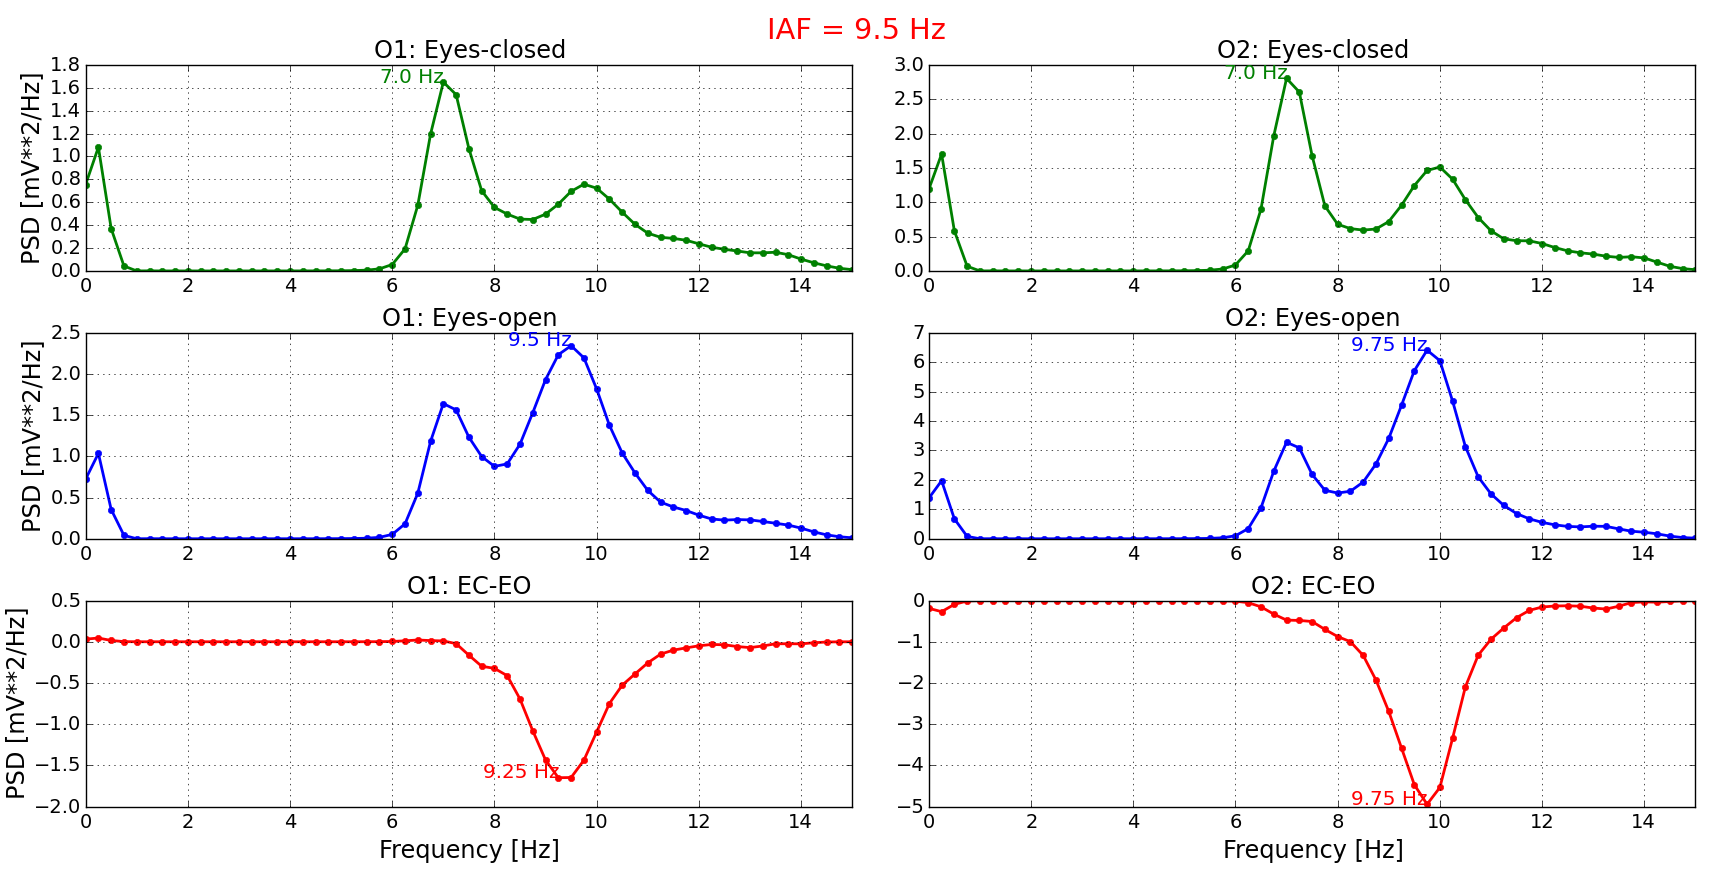 IAF = 9.5 Hz
O1: Eyes-closed
PSD [mV**2/Hz]
1.8
1.6
1.4
1.2
1.0
0.8
0.6
0.4
0.2
0.0
7.0 Hz
0 2 4 6 8 10 12 14
O2: Eyes-closed
3.0
2.5
2.0
1.5
1.0
0.5
0.0
7.0 Hz
0 2 4 6 8 10 12 14
O1: Eyes-open
PSD [mV**2/Hz]
2.5
2.0
1.5
1.0
0.5
0.0
9.5 Hz
0 2 4 6 8 10 12 14
O2: Eyes-open
7
6
5
4
3
2
1
0
9.75 Hz
0 2 4 6 8 10 12 14
O1: EC-EO
PSD [mV**2/Hz]
0.5
0.0
−0.5
−1.0
−1.5
−2.0
9.25 Hz
0 2 4 6 8 10 12 14
Frequency [Hz]
O2: EC-EO
0
−1
−2
−3
−4
−5
9.75 Hz
0 2 4 6 8 10 12 14
Frequency [Hz]